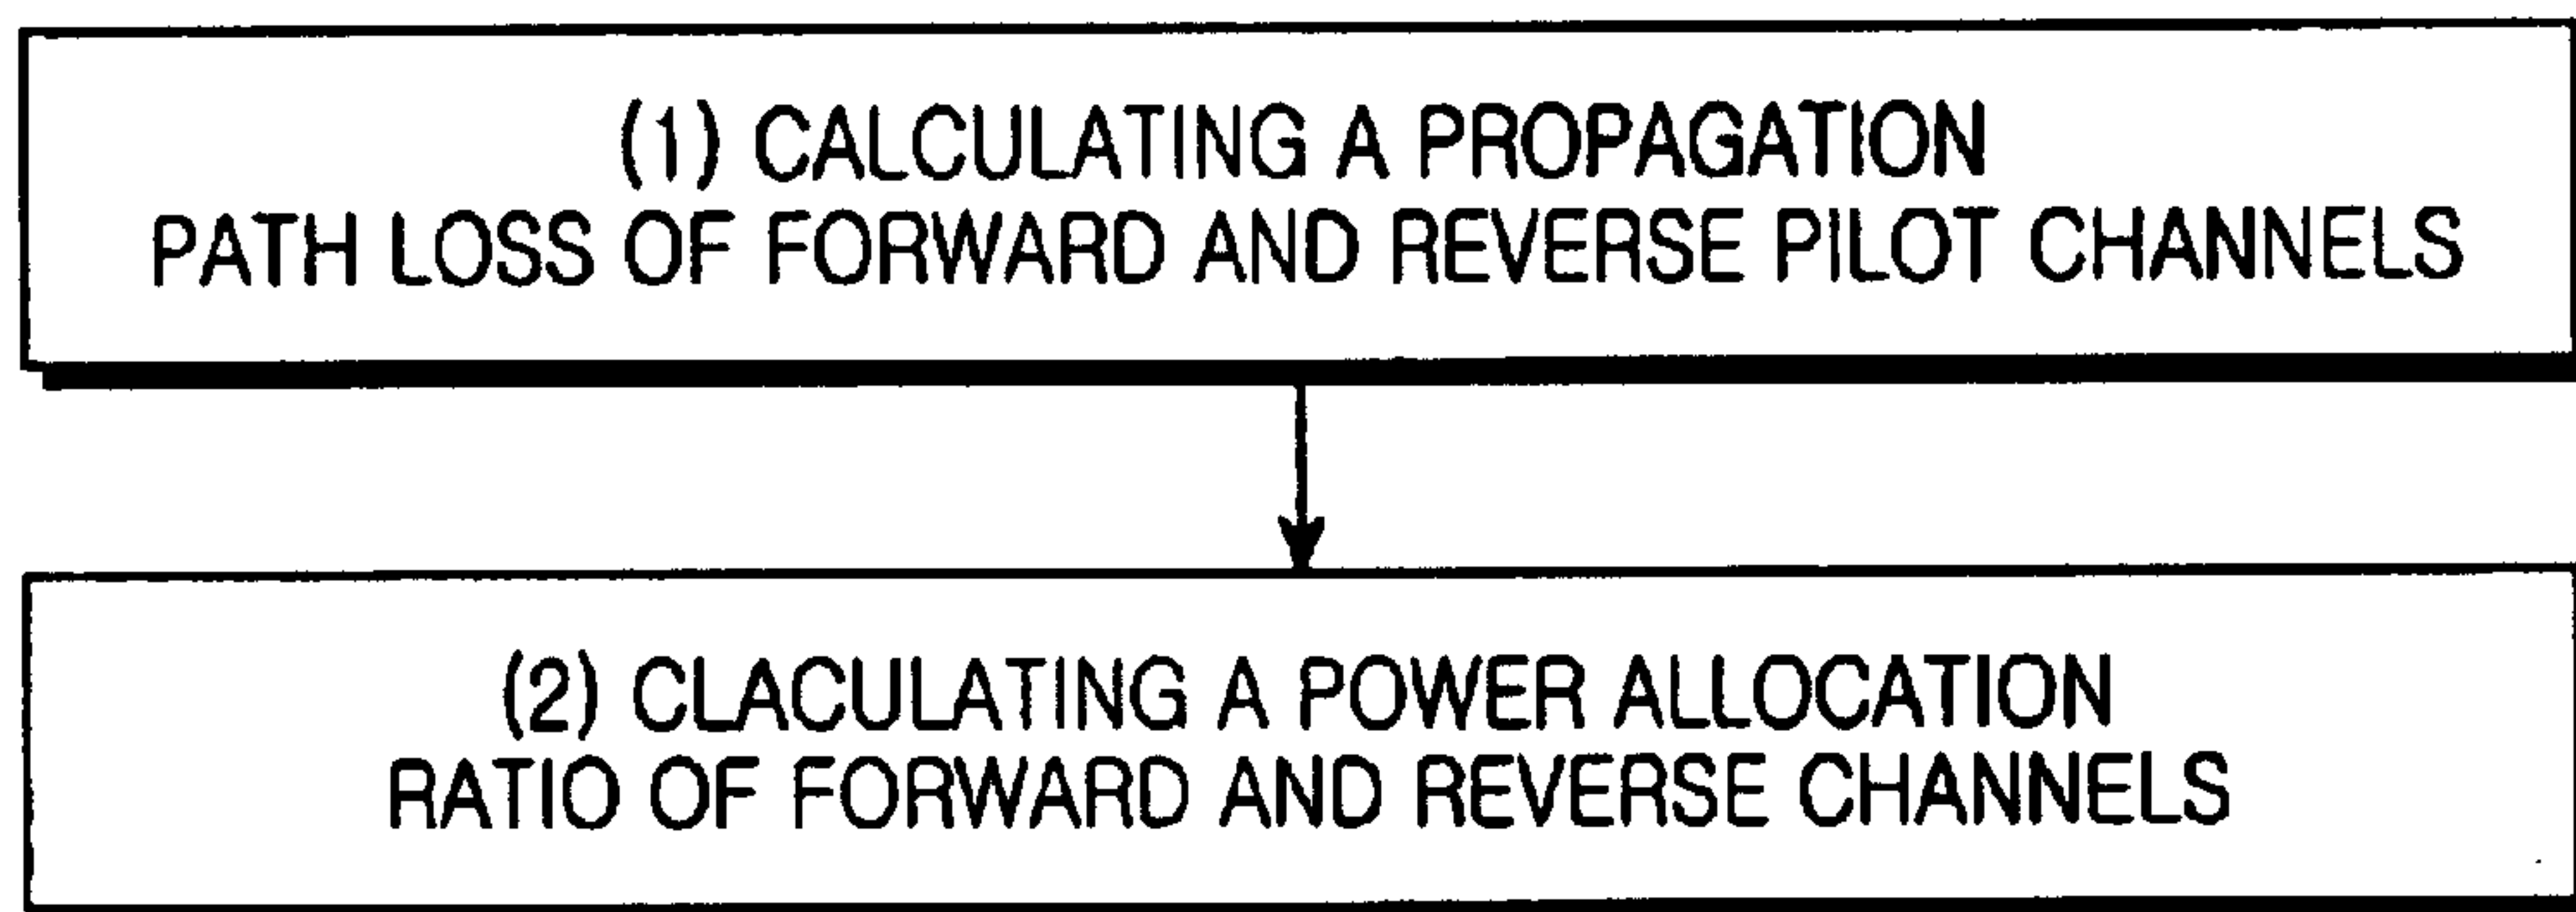 (1) CALCULATING A PROPAGATION
PATH LOSS OF FORWARD AND REVERSE PILOT CHANNELS
(2) CLACULATING A POWER ALLOCATION
RATIO OF FORWARD AND REVERSE CHANNELS